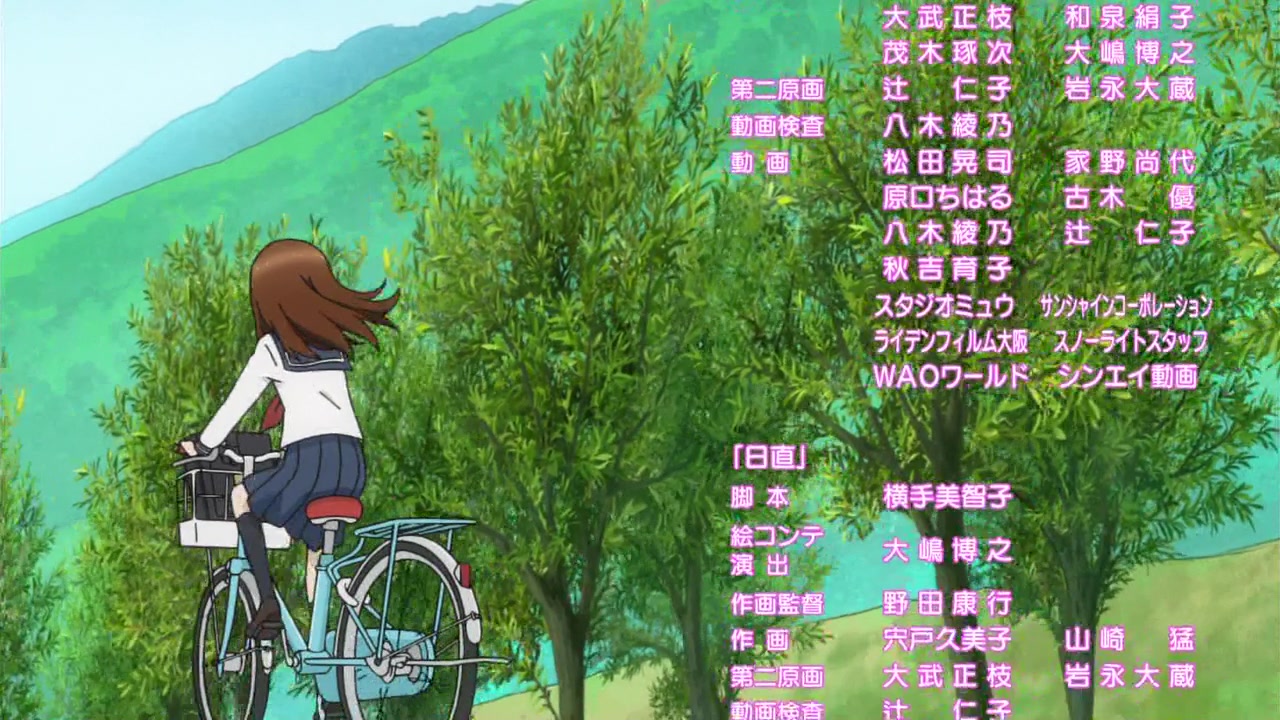 大武正枝 和泉絹子
茂木琢次 大嶋博之
第二原画 辻 仁子 岩永大蔵
動画検査 八木綾乃
動画 松田晃司 家野尚代
原口ちはる 古木 優
八木綾乃 辻 仁子
秋吉育子
スタジオミュウ サンシャインコーポレーション
ライデンフィルム大阪 スノーライトスタッフ
WAOワールド シンエイ動画
「日直」
脚本 横手美智子
絵コンテ
演出 大嶋博之
作画監督 野田康行
作画 宍戸久美子 山崎 猛
第二原画 大武正枝 岩永大蔵
動画検査 辻 仁子